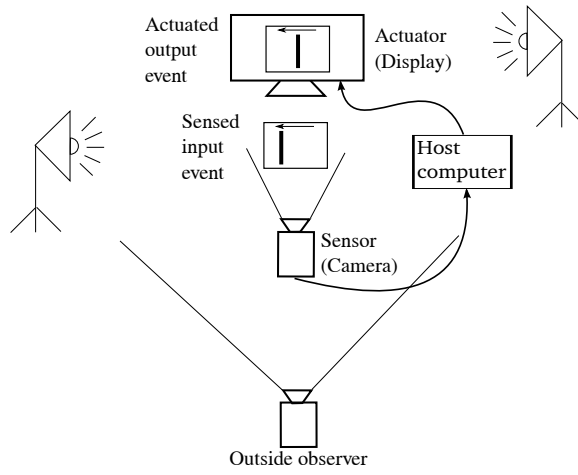 Actuated
output
event
Actuator
(Display)
Sensed
input
event
Host
computer
Sensor
(Camera)
Outside observer